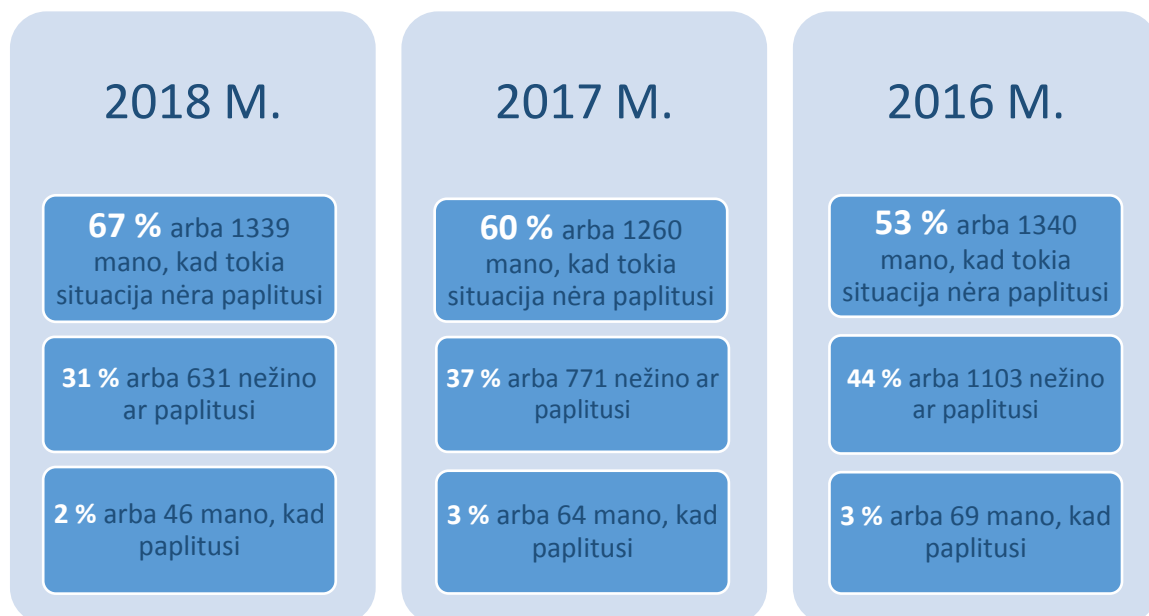 2018 M.
67 % arba 1339
mano, kad tokia
situacija nėra paplitusi
31 % arba 631 nežino
ar paplitusi
2 % arba 46 mano, kad
paplitusi
2017 M.
60 % arba 1260
mano, kad tokia
situacija nėra paplitusi
37 % arba 771 nežino ar
paplitusi
3 % arba 64 mano, kad
paplitusi
2016 M.
53 % arba 1340
mano, kad tokia
situacija nėra paplitusi
44 % arba 1103 nežino
ar paplitusi
3 % arba 69 mano, kad
paplitusi